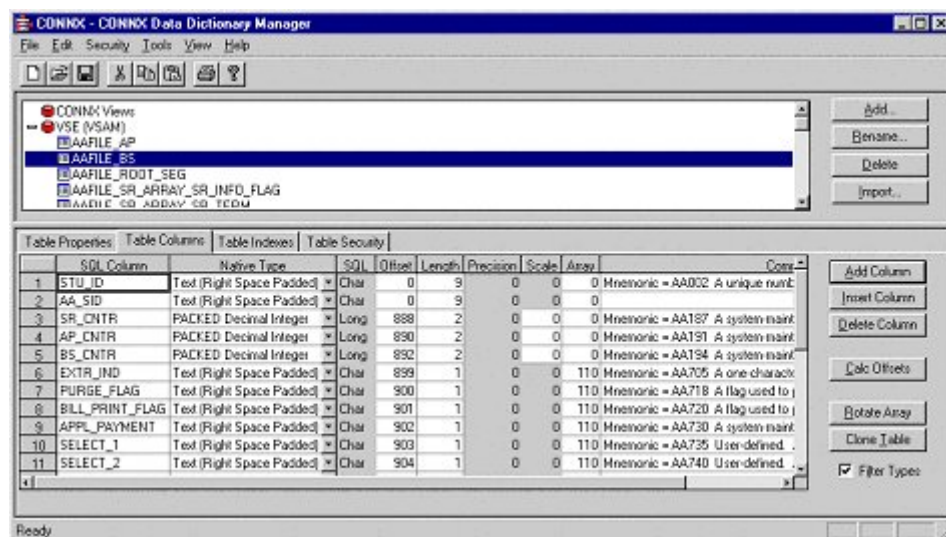 CONNX - CONNX Data Dictionary Manager
File Edit Security Tools View Help
CONNX Views
VSE (VSAM)
AAFILE_AP
AAFILE_BS
AAFILE_ROOT_SEG
AAFILE_SR_ARRAY_SR_INFO_FLAG
AAFILE_SR_ARRAY_SR_TERM
Add...
Rename...
Delete
Import...
Table Properties Table Columns Table Indexes Table Security
SQL Column Native Type SQL Offset Length Precision Scale Array Comm
1 STU_ID Text (Right Space Padded) Char 0 9 0 0 0 Mnemonic = AA002 A unique numb
2 AA_SID Text (Right Space Padded) Char 0 9 0 0 0
3 SR_CNTR PACKED Decimal Integer Long 888 2 0 0 0 Mnemonic = AA187 A system-maint
4 AP_CNTR PACKED Decimal Integer Long 890 2 0 0 0 Mnemonic = AA191 A system-maint
5 BS_CNTR PACKED Decimal Integer Long 892 2 0 0 0 Mnemonic = AA194 A system-maint
6 EXTR_IND Text (Right Space Padded) Char 899 1 0 0 110 Mnemonic = AA705 A one-characte
7 PURGE_FLAG Text (Right Space Padded) Char 900 1 0 0 110 Mnemonic = AA718 A flag used to
8 BILL_PRINT_FLAG Text (Right Space Padded) Char 901 1 0 0 110 Mnemonic = AA720 A flag used to
9 APPL_PAYMENT Text (Right Space Padded) Char 902 1 0 0 110 Mnemonic = AA730 A system-maint
10 SELECT_1 Text (Right Space Padded) Char 903 1 0 0 110 Mnemonic = AA735 User-defined.
11 SELECT_2 Text (Right Space Padded) Char 904 1 0 0 110 Mnemonic = AA740 User-defined.
Add Column
Insert Column
Delete Column
Calc Offsets
Rotate Array
Clone Table
Filter Types
Ready